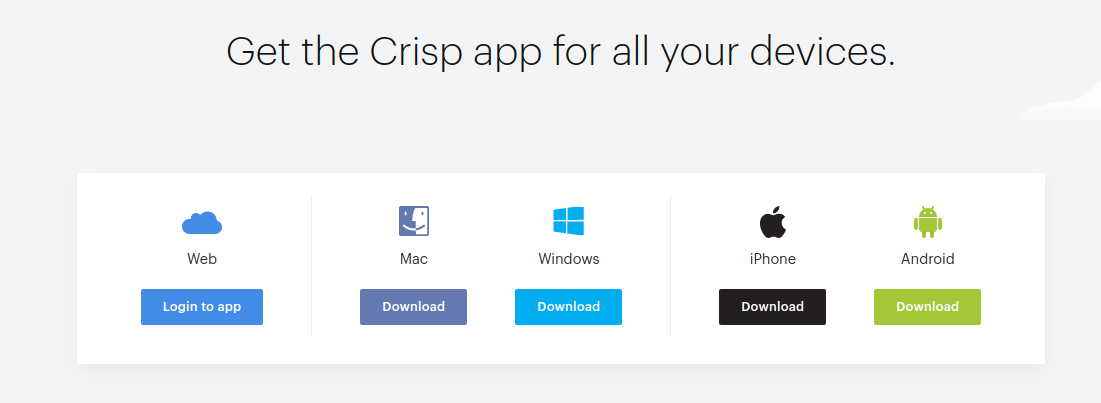 Get the Crisp app for all your devices.
Web
Mac
Windows
iPhone
Android
Login to app
Download
Download
Download
Download